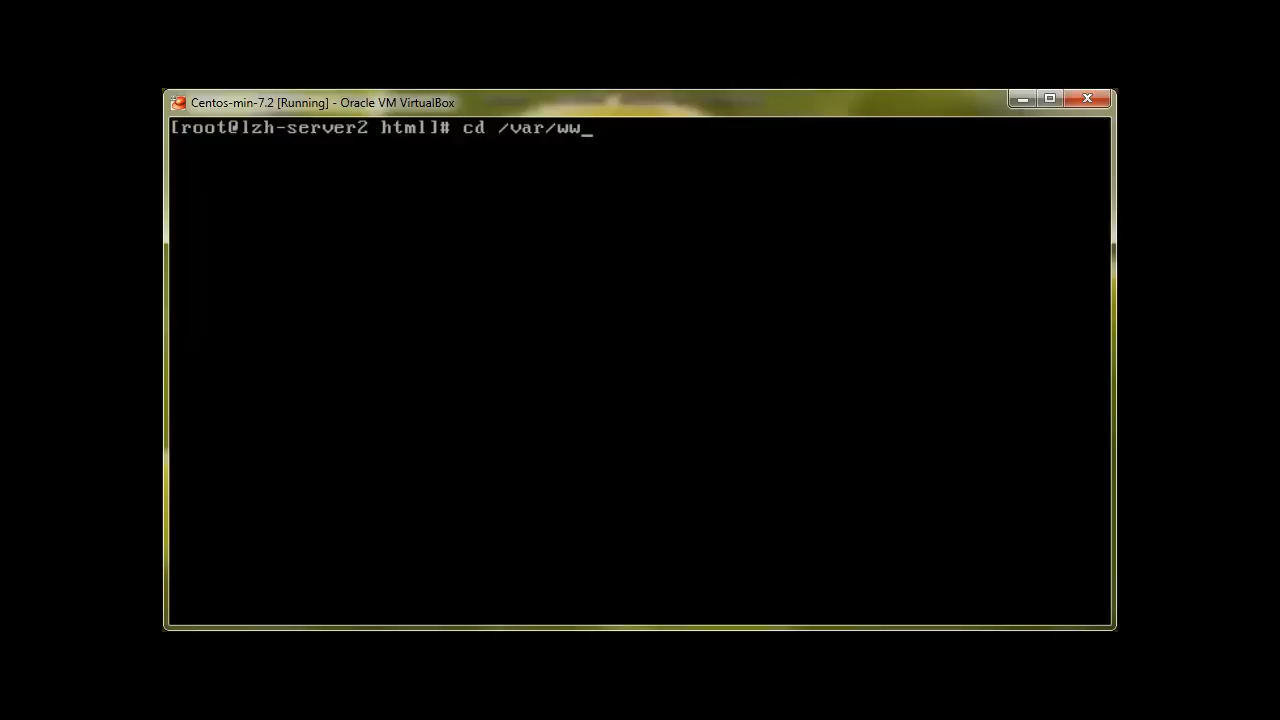 Centos-min-7.2 [Running] - Oracle VM VirtualBox
[root@lzh-server2 html]# cd /var/ww_